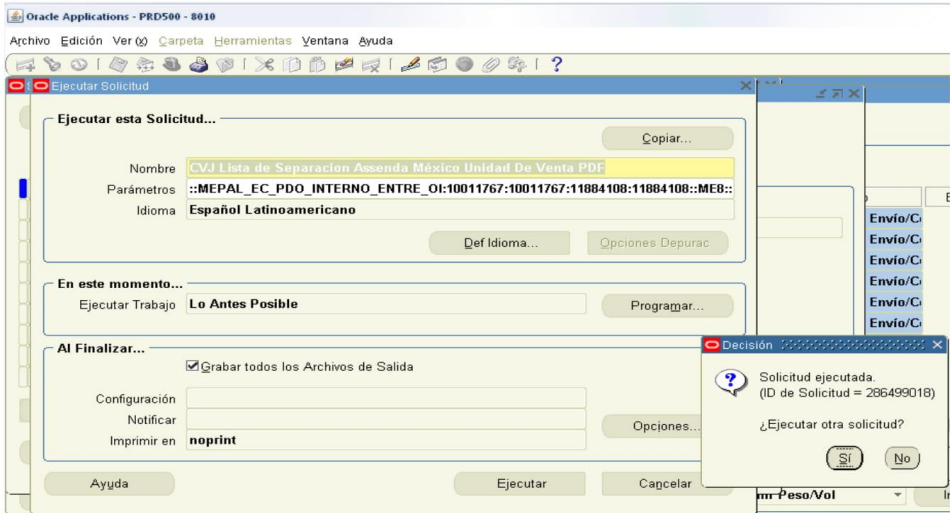 Oracle Applications - PRD500 - 8010
Archivo Edición Ver(x) Carpeta Herramientas Ventana Ayuda
Ejecutar Solicitud
Ejecutar esta Solicitud...
Copiar...
Nombre CVJ Lista de Separacion Assenda México Unidad De Venta PDF
Parámetros ::MEPAL_EC_PDO_INTERNO_ENTRE_OI:10011767:10011767:11884108:11884108::ME8::
Idioma Español Latinoamericano
Def Idioma... Opciones Depurac
Envío/C
Envío/C
Envío/C
Envío/C
Envío/C
Envío/C
En este momento...
Ejecutar Trabajo Lo Antes Posible Programar...
Al Finalizar...
Grabar todos los Archivos de Salida
Configuración
Notificar
Opciones...
Imprimir en noprint
Ayuda Ejecutar Cancelar
Decisión
Solicitud ejecutada.
(ID de Solicitud = 286499018)
¿Ejecutar otra solicitud?
Sí No
Peso/Vol